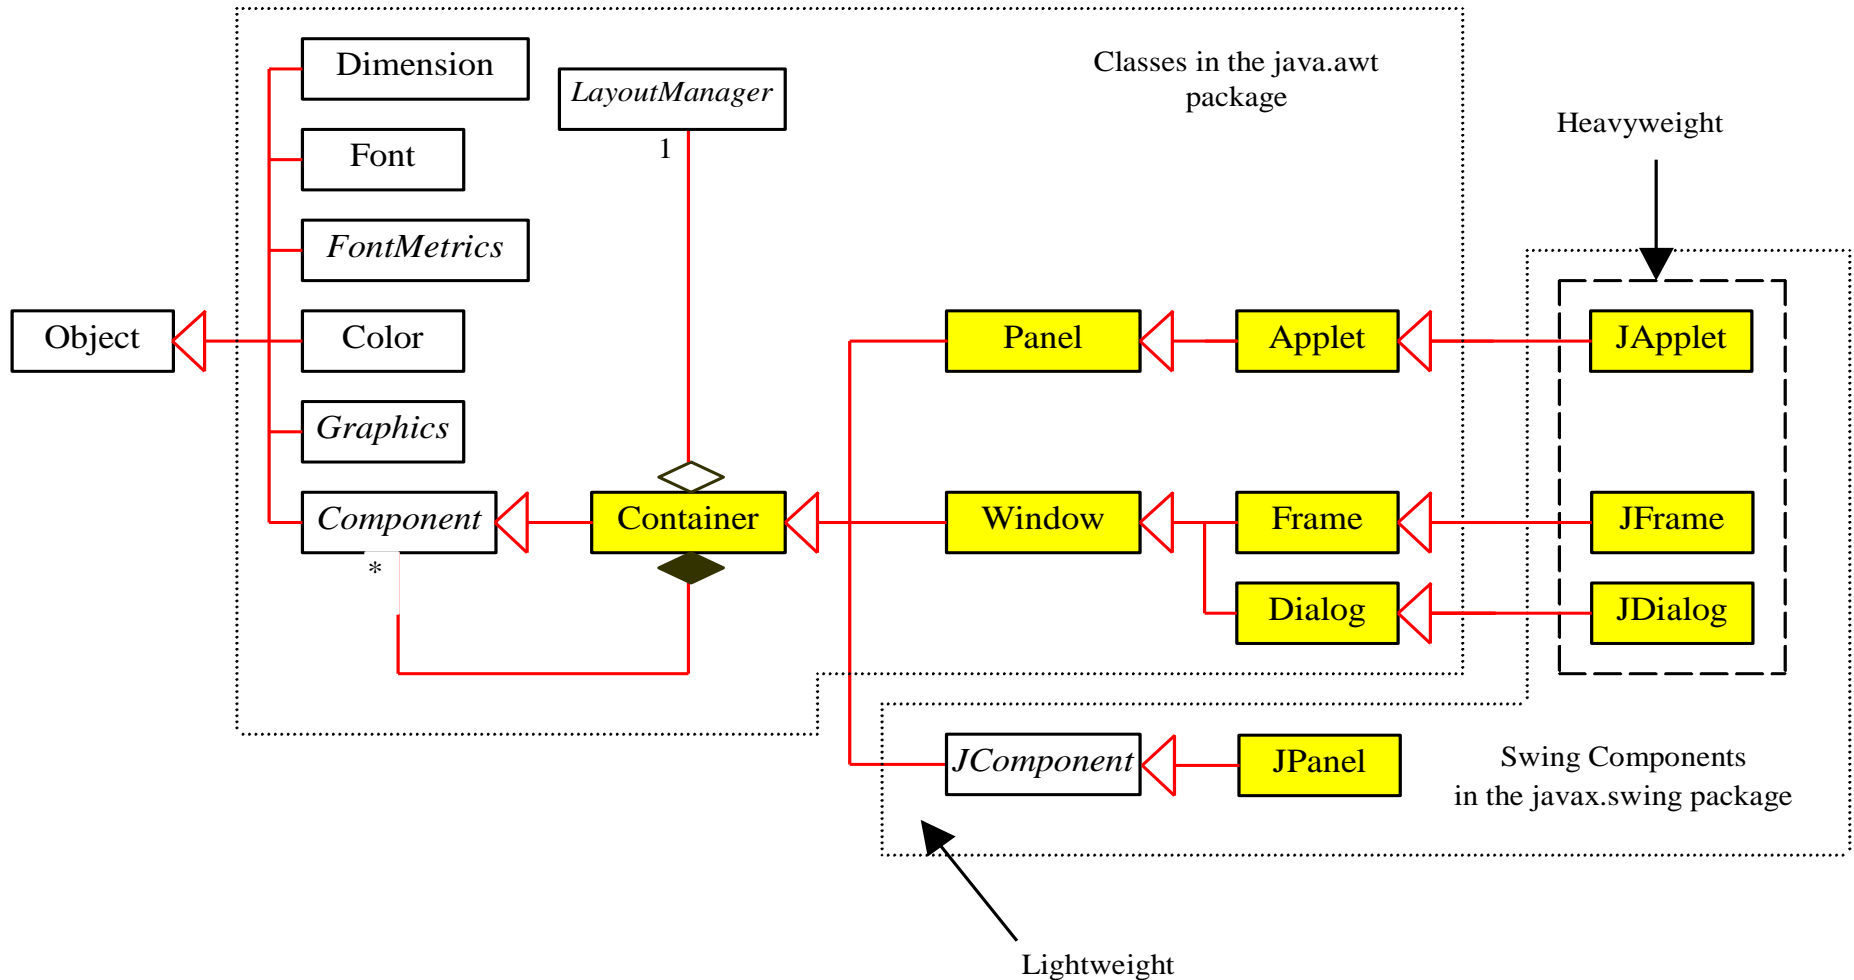 Dimension
LayoutManager
Classes in the java.awt
package
1
Heavyweight
Font
FontMetrics
Object
Color
Panel
Applet
JApplet
Graphics
Component
Container
Window
Frame
JFrame
*
Dialog
JDialog
JComponent
JPanel
Swing Components
in the javax.swing package
Lightweight